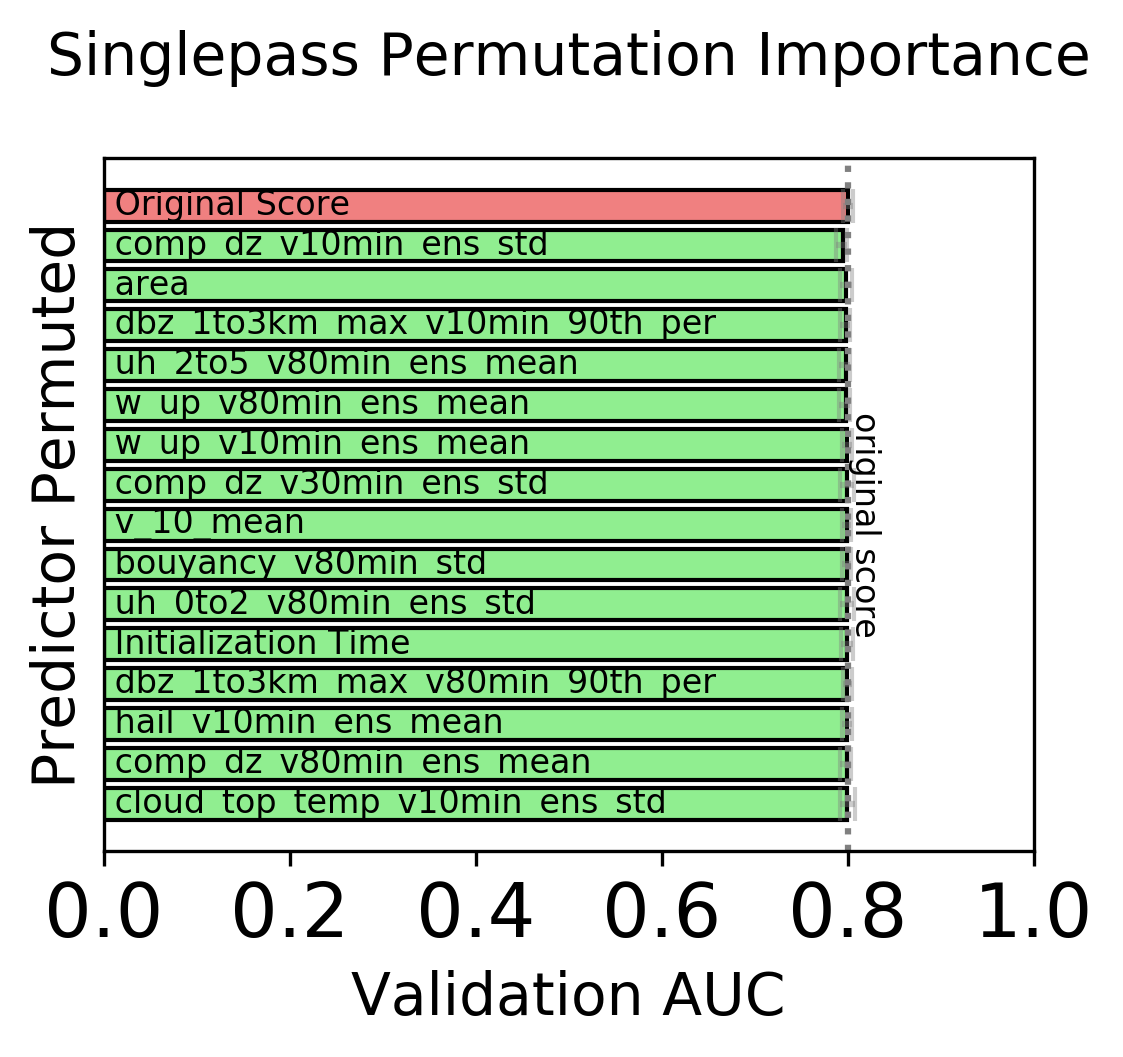 Singlepass Permutation Importance
Predictor Permuted
Original Score
comp_dz_v10min_ens_std
area
dbz_1to3km_max_v10min_90th_per
uh_2to5_v80min_ens_mean
w_up_v80min_ens_mean
w_up_v10min_ens_mean
comp_dz_v30min_ens_std
v_10_mean
bouyancy_v80min_std
uh_0to2_v80min_ens_std
Initialization Time
dbz_1to3km_max_v80min_90th_per
hail_v10min_ens_mean
comp_dz_v80min_ens_mean
cloud_top_temp_v10min_ens_std
original score
0.0 0.2 0.4 0.6 0.8 1.0
Validation AUC